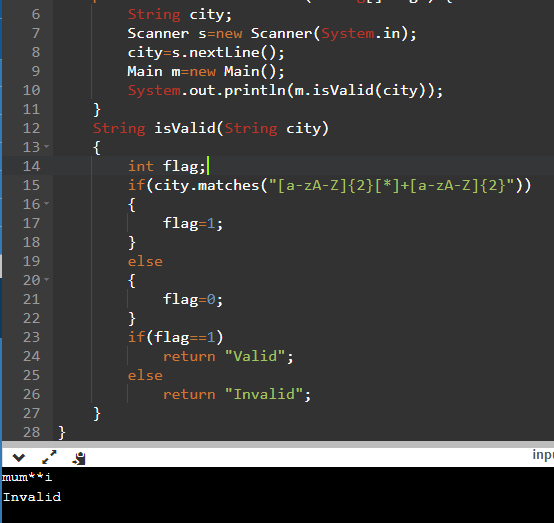 6 String city;
7 Scanner s=new Scanner(System.in);
8 city=s.nextLine();
9 Main m=new Main();
10 System.out.println(m.isValid(city));
11 }
12 String isValid(String city)
13 {
14 int flag;
15 if(city.matches("[a-zA-Z]{2}[*]+[a-zA-Z]{2}"))
16 {
17 flag=1;
18 }
19 else
20 {
21 flag=0;
22 }
23 if(flag==1)
24 return "Valid";
25 else
26 return "Invalid";
27 }
28 }
inp
mum**i
Invalid